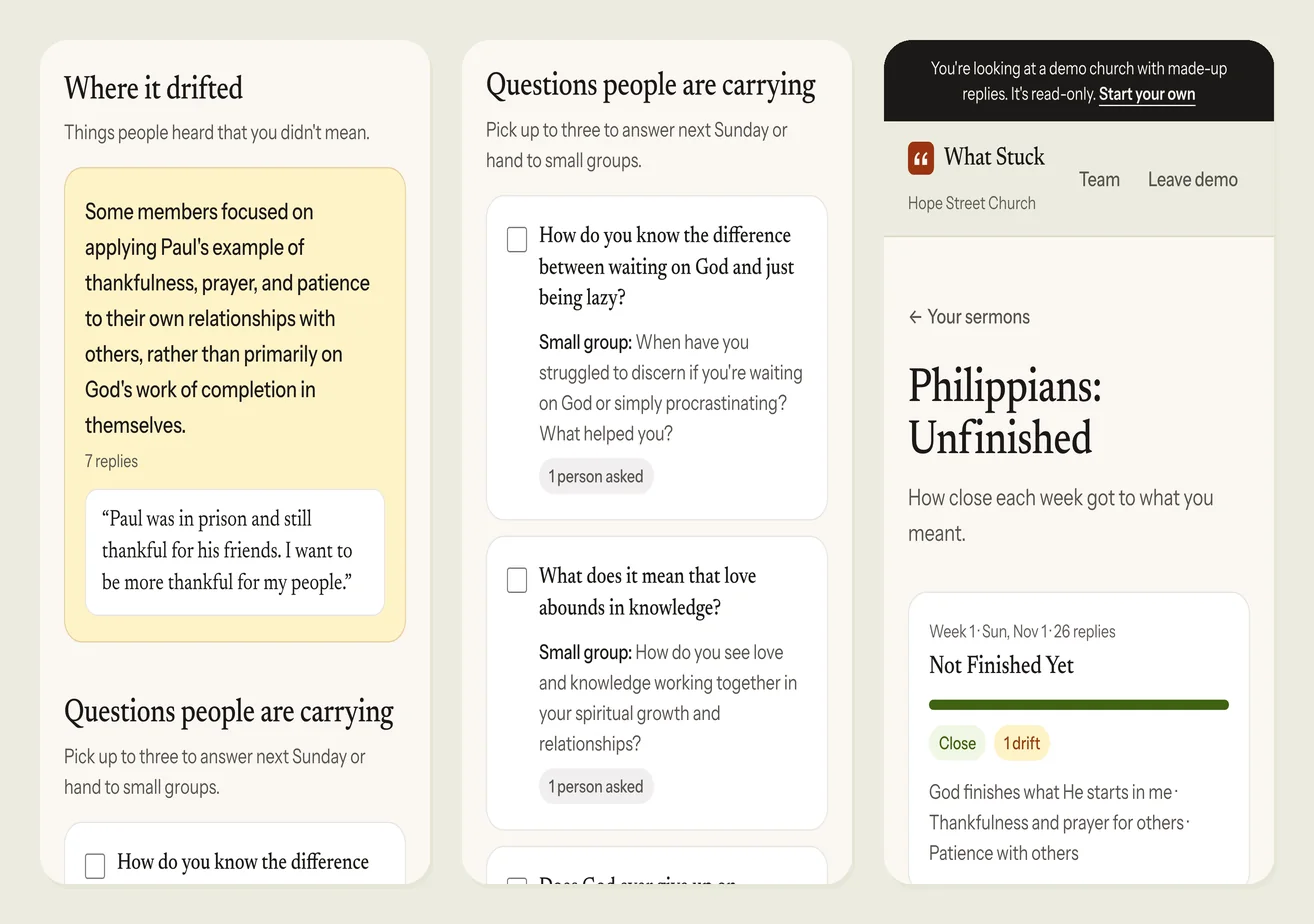 Where it drifted
Things people heard that you didn't mean.
Some members focused on
applying Paul's example of
thankfulness, prayer, and patience
to their own relationships with
others, rather than primarily on
God's work of completion in
themselves.
7 replies
“Paul was in prison and still
thankful for his friends. I want to
be more thankful for my people.”
Questions people are carrying
Pick up to three to answer next Sunday or
hand to small groups.
How do you know the difference
Questions people are carrying
Pick up to three to answer next Sunday or
hand to small groups.
How do you know the difference
between waiting on God and just
being lazy?
Small group: When have you
struggled to discern if you're waiting
on God or simply procrastinating?
What helped you?
1 person asked
What does it mean that love
abounds in knowledge?
Small group: How do you see love
and knowledge working together in
your spiritual growth and
relationships?
1 person asked
Does God ever give up on
You're looking at a demo church with made-up
replies. It's read-only. Start your own
“ What Stuck
Hope Street Church
Team
Leave demo
← Your sermons
Philippians:
Unfinished
How close each week got to what you
meant.
Week 1 · Sun, Nov 1 · 26 replies
Not Finished Yet
Close
1 drift
God finishes what He starts in me ·
Thankfulness and prayer for others ·
Patience with others